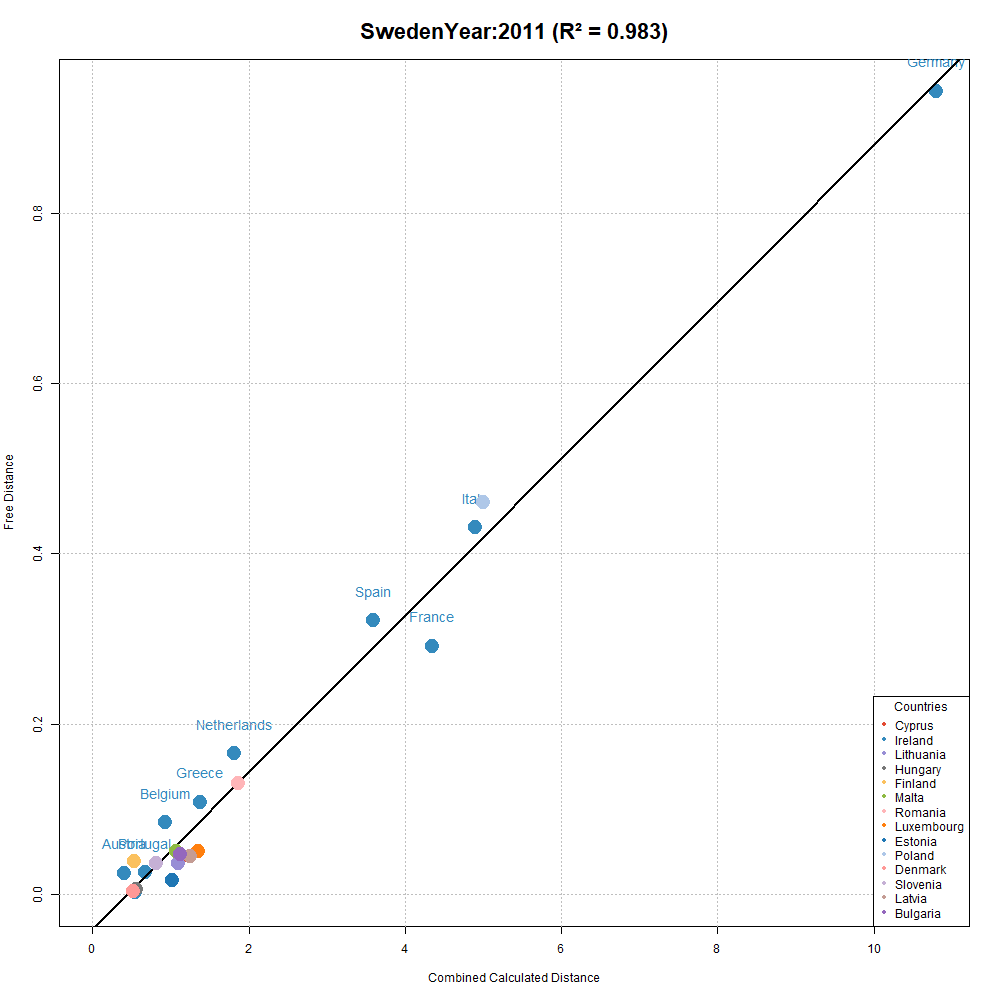 SwedenYear:2011 (R² = 0.983)
Germany
Spain
France
Netherlands
Greece
Belgium
Portugal
Free Distance
0.0
0.2
0.4
0.6
0.8
0
2
4
6
8
10
Combined Calculated Distance
Countries
Cyprus
Ireland
Lithuania
Hungary
Finland
Malta
Romania
Luxembourg
Estonia
Poland
Denmark
Slovenia
Latvia
Bulgaria